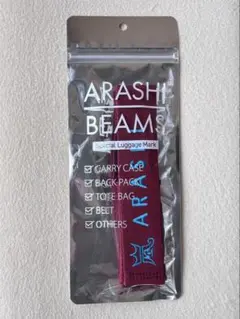 ARASHI
BEAMS
Special Luggage Mark
CARRY CASE
BACK PACK
TOTE BAG
BELT
OTHERS
ARASHI